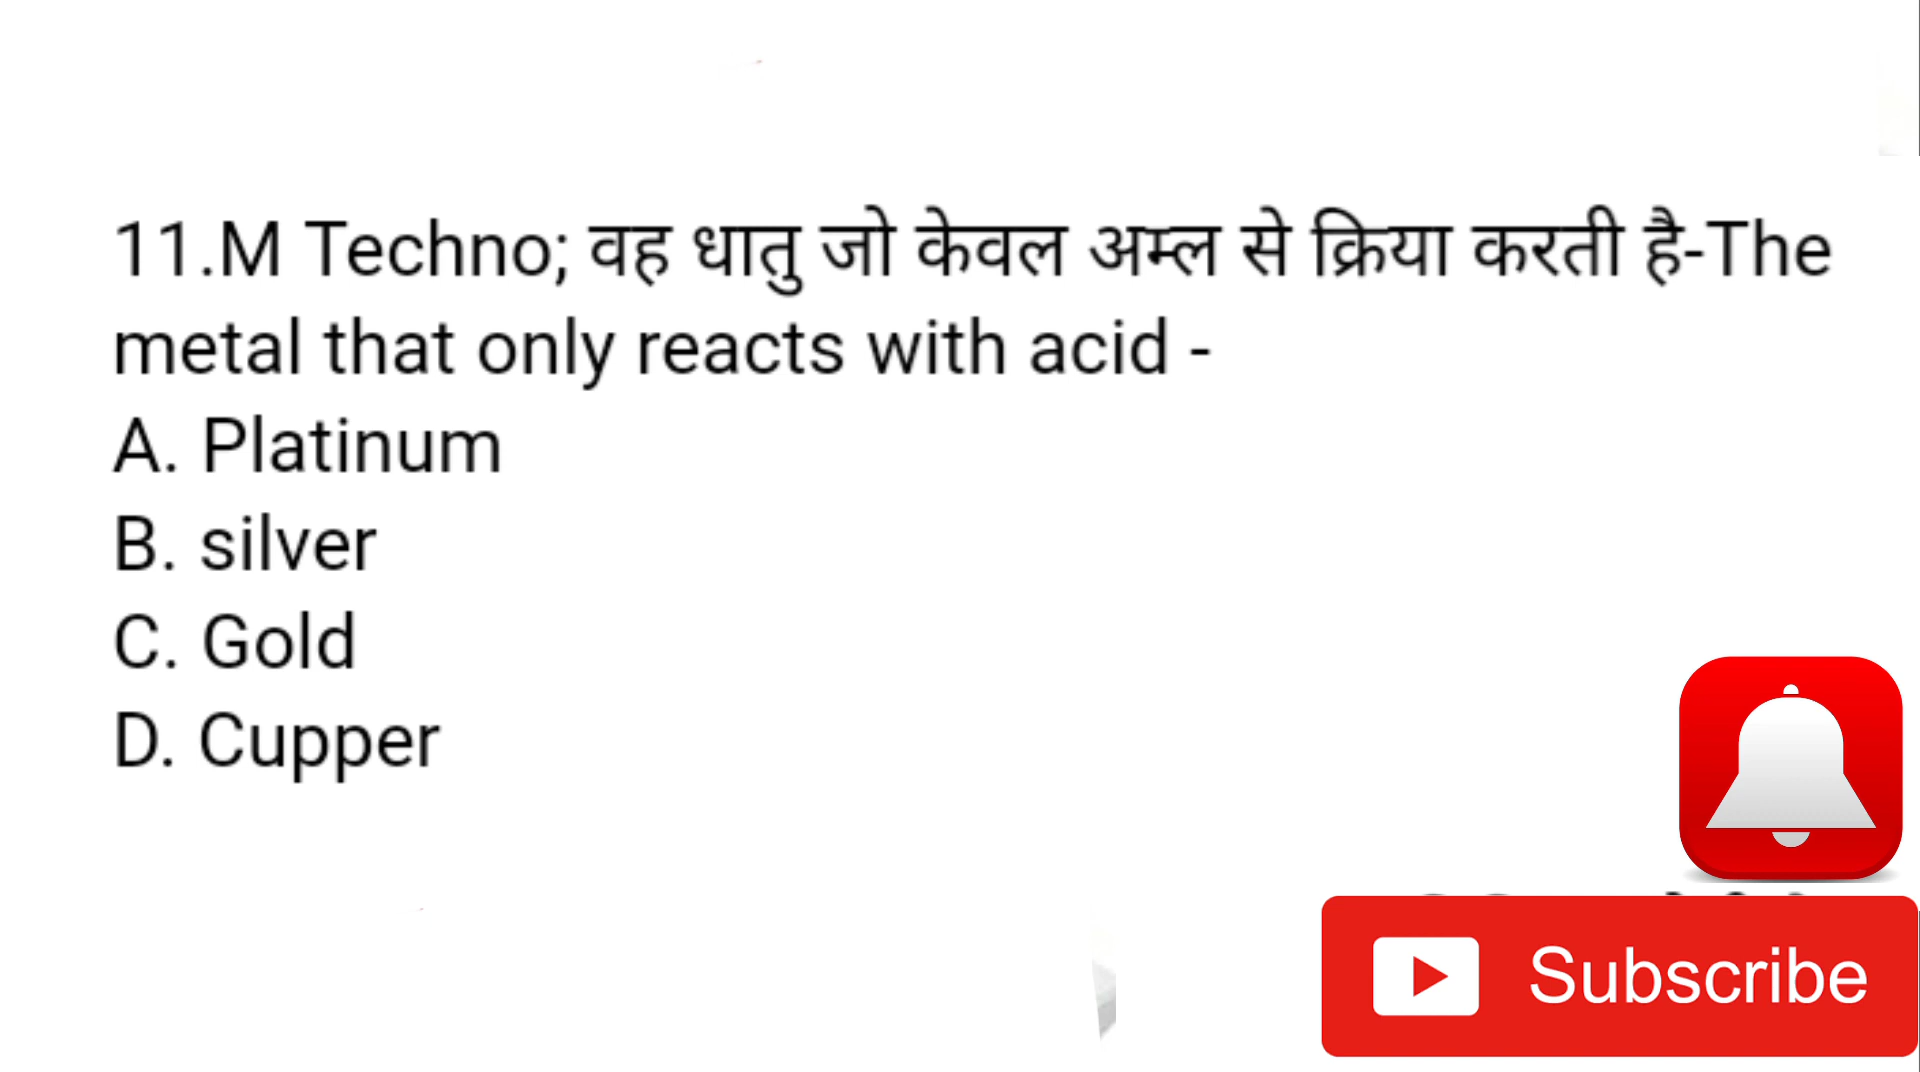 11.M Techno; वह धातु जो केवल अम्ल से क्रिया करती है-The
metal that only reacts with acid -
A. Platinum
B. silver
C. Gold
D. Cupper
Subscribe